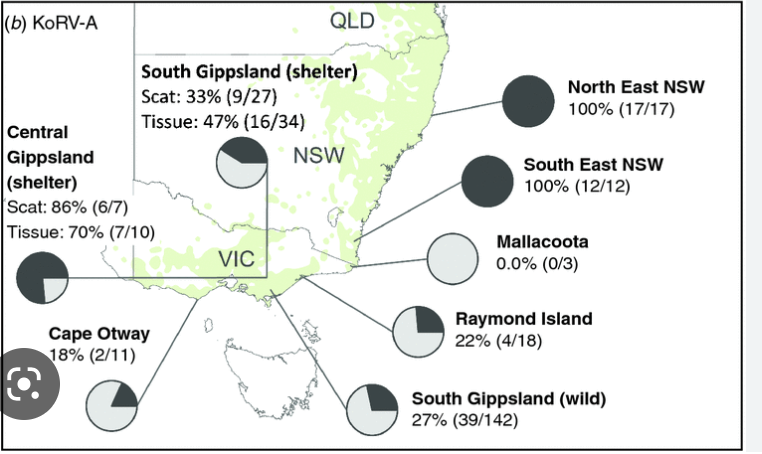 (b) KoRV-A
QLD
South Gippsland (shelter)
Scat: 33% (9/27)
Tissue: 47% (16/34)
North East NSW
100% (17/17)
Central
Gippsland
(shelter)
Scat: 86% (6/7)
Tissue: 70% (7/10)
NSW
South East NSW
100% (12/12)
Mallacoota
0.0% (0/3)
VIC
Raymond Island
22% (4/18)
Cape Otway
18% (2/11)
South Gippsland (wild)
27% (39/142)